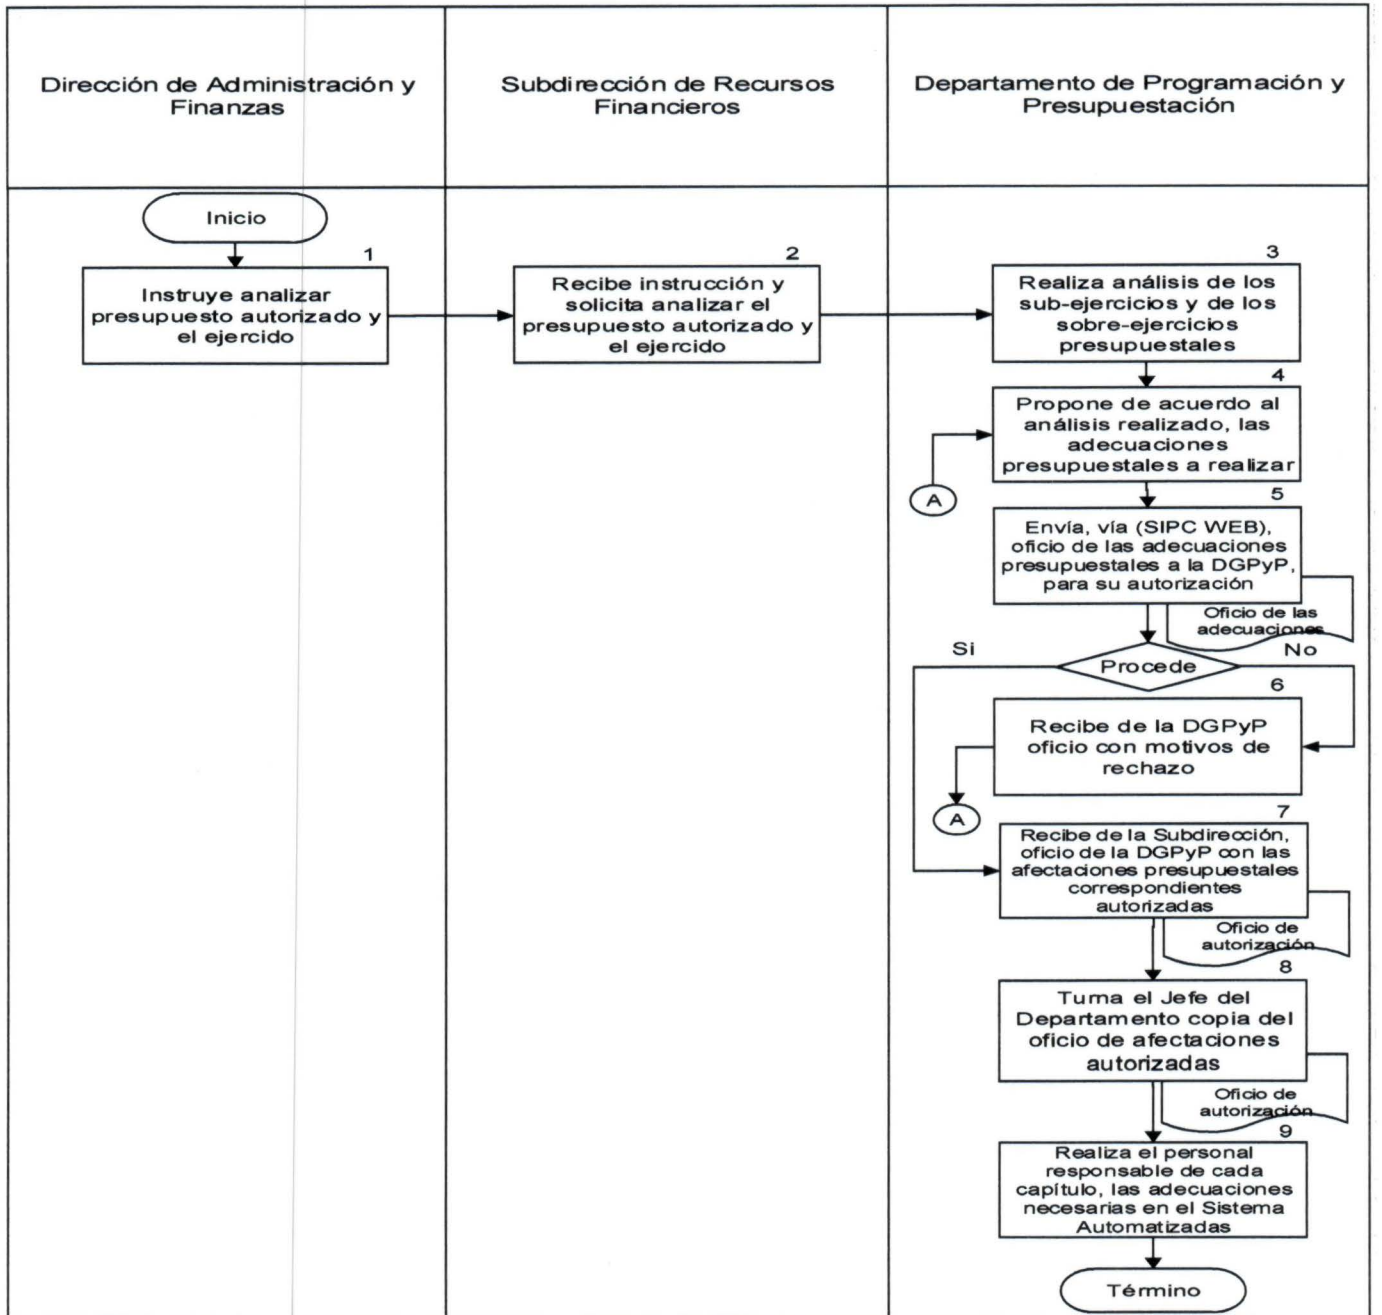 Dirección de Administración y
Finanzas
Subdirección de Recursos
Financieros
Departamento de Programación y
Presupuestación
Inicio
1
Instruye analizar
presupuesto autorizado y
el ejercido
2
Recibe instrucción y
solicita analizar el
presupuesto autorizado y
el ejercido
3
Realiza análisis de los
sub-ejercicios y de los
sobre-ejercicios
presupuestales
4
Propone de acuerdo al
análisis realizado, las
adecuaciones
presupuestales a realizar
A
5
Envía, vía (SIPC WEB),
oficio de las adecuaciones
presupuestales a la DGPyP,
para su autorización
Oficio de las
adecuaciones
Si
Procede
No
6
Recibe de la DGPyP
oficio con motivos de
rechazo
A
7
Recibe de la Subdirección,
oficio de la DGPyP con las
afectaciones presupuestales
correspondientes
autorizadas
Oficio de
autorización
8
Turna el Jefe del
Departamento copia del
oficio de afectaciones
autorizadas
Oficio de
autorización
9
Realiza el personal
responsable de cada
capítulo, las adecuaciones
necesarias en el Sistema
Automatizadas
Término